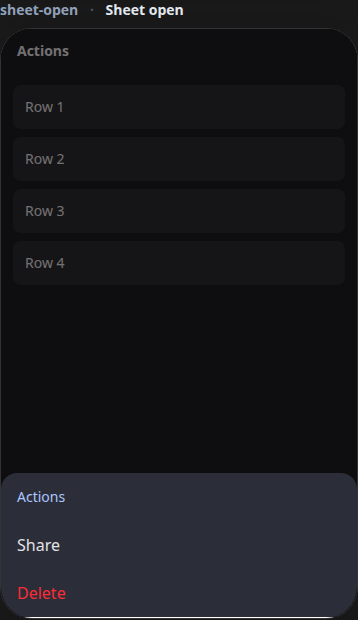 sheet-open · Sheet open
Actions
Row 1
Row 2
Row 3
Row 4
Actions
Share
Delete